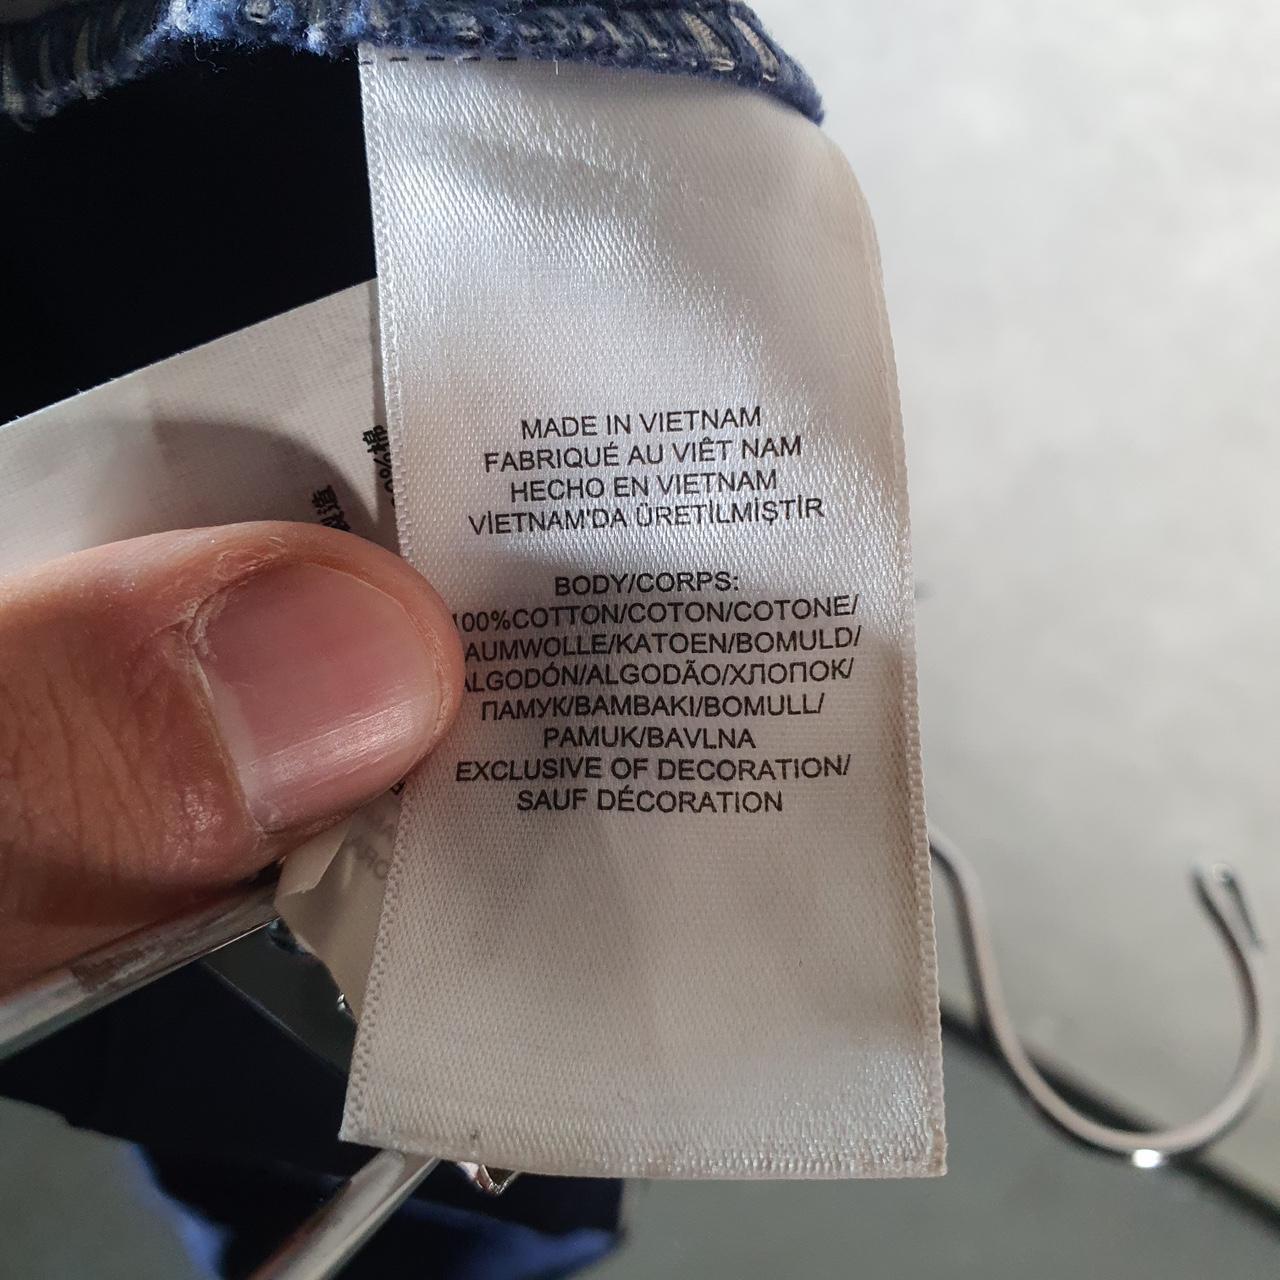 MADE IN VIETNAM
FABRIQUÉ AU VIÊT NAM
HECHO EN VIETNAM
VİETNAM'DA ÜRETİLMİŞTİR
BODY/CORPS:
100%COTTON/COTON/COTONE/
AUMWOLLE/KATOEN/BOMULD/
ALGODÓN/ALGODÃO/ХЛОПОК/
ПАМУК/BAMBAKI/BOMULL/
PAMUK/BAVLNA
EXCLUSIVE OF DECORATION/
SAUF DÉCORATION